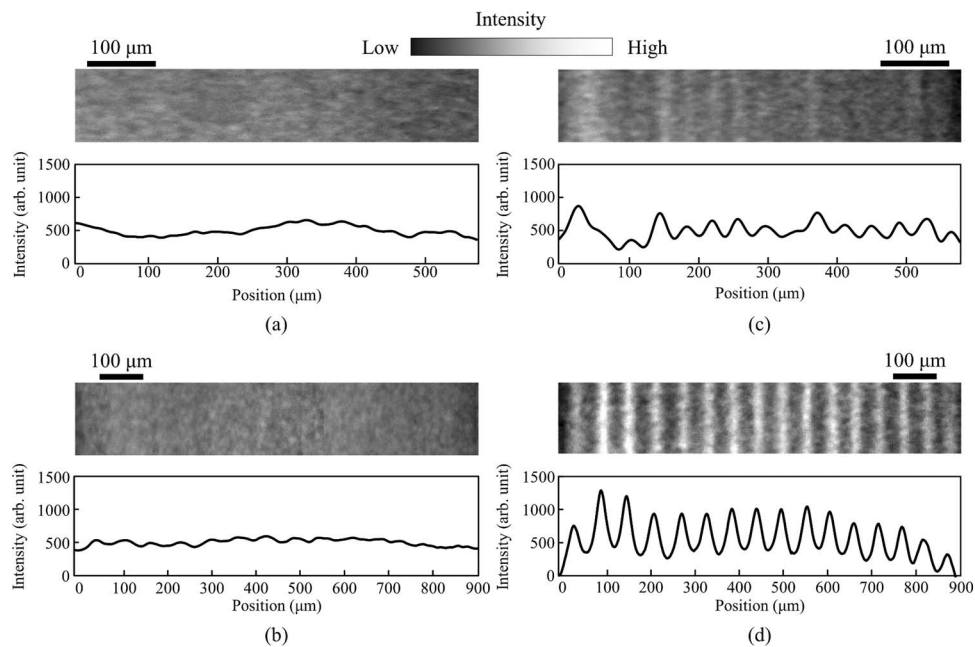 Intensity
Low High
100 μm
1500
1000
500
0
Intensity (arb. unit)
0 100 200 300 400 500
Position (μm)
(a)
100 μm
1500
1000
500
0
Intensity (arb. unit)
0 100 200 300 400 500
Position (μm)
(c)
100 μm
1500
1000
500
0
Intensity (arb. unit)
0 100 200 300 400 500 600 700 800 900
Position (μm)
(b)
100 μm
1500
1000
500
0
Intensity (arb. unit)
0 100 200 300 400 500 600 700 800 900
Position (μm)
(d)